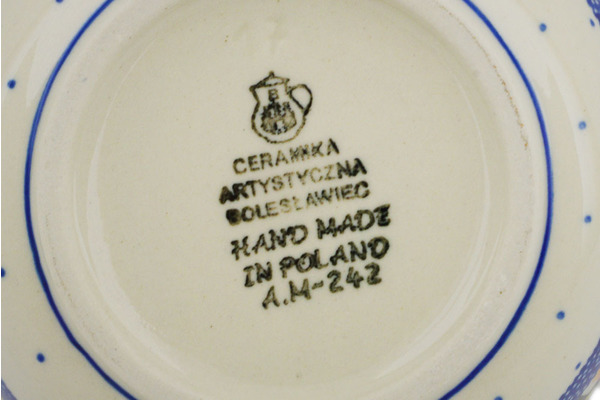 B
CERAMIKA
ARTYSTYCZNA
BOLESŁAWIEC
HAND MADE
IN POLAND
A.M-242